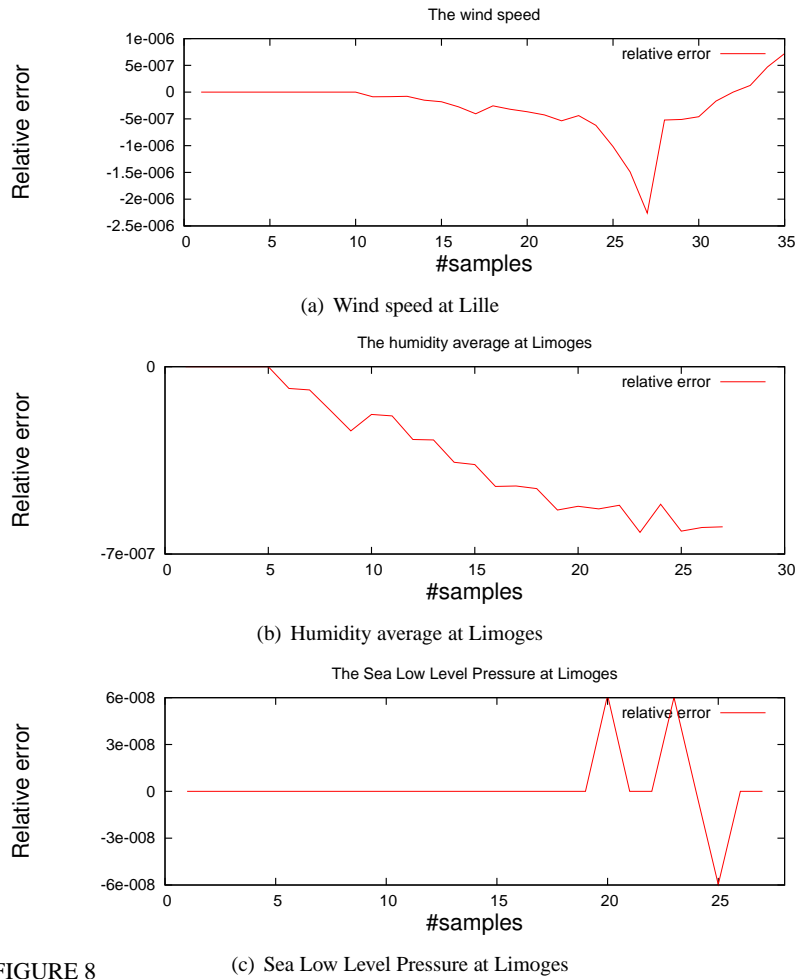 The wind speed
1e-006
5e-007
0
-5e-007
-1e-006
-1.5e-006
-2e-006
-2.5e-006
Relative error
relative error
0 5 10 15 20 25 30 35
#samples
(a) Wind speed at Lille
The humidity average at Limoges
0
-7e-007
Relative error
relative error
0 5 10 15 20 25 30
#samples
(b) Humidity average at Limoges
The Sea Low Level Pressure at Limoges
6e-008
3e-008
0
-3e-008
-6e-008
Relative error
relative error
5 10 15 20 25
#samples
(c) Sea Low Level Pressure at Limoges
FIGURE 8